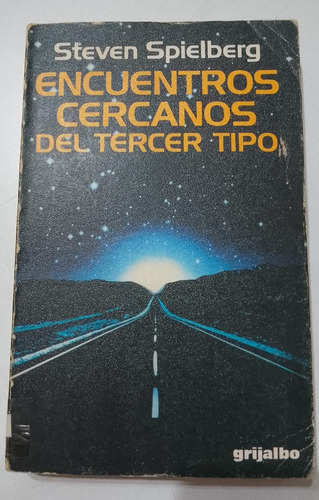 Steven Spielberg
ENCUENTROS
CERCANOS
DEL TERCER TIPO
grijalbo